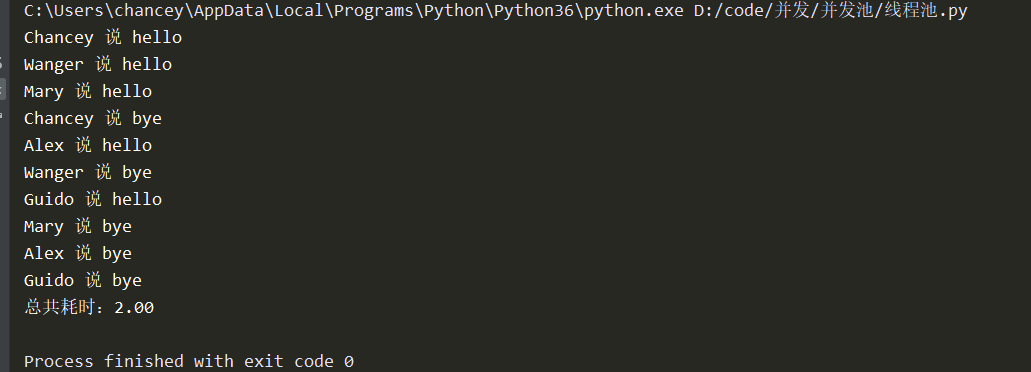 C:\Users\chancey\AppData\Local\Programs\Python\Python36\python.exe D:/code/并发/并发池/线程池.py
Chancey 说 hello
Wanger 说 hello
Mary 说 hello
Chancey 说 bye
Alex 说 hello
Wanger 说 bye
Guido 说 hello
Mary 说 bye
Alex 说 bye
Guido 说 bye
总共耗时：2.00
Process finished with exit code 0